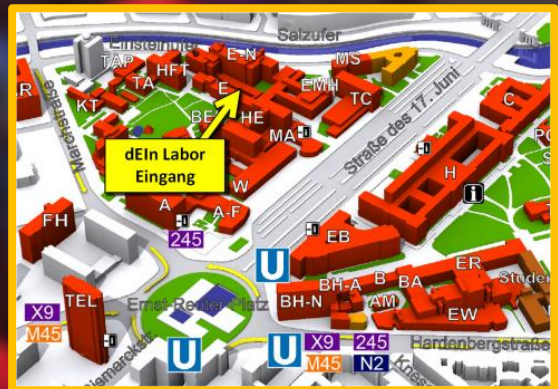 Salzufer
Einsteinufer
E-N
MS
TAP
HFT
TA
E
EMH
TC
KT
Marchstraße
BEL
HE
MA
C
Straße des 17. Juni
dEIn Labor
Eingang
H
W
A
A-F
i
FH
245
EB
U
ER
BH-A
B
BA
TEL
Ernst-Reuter-Platz
BH-N
AM
EW
X9
M45
U
U
X9
245
M45
N2
Hardenbergstraße